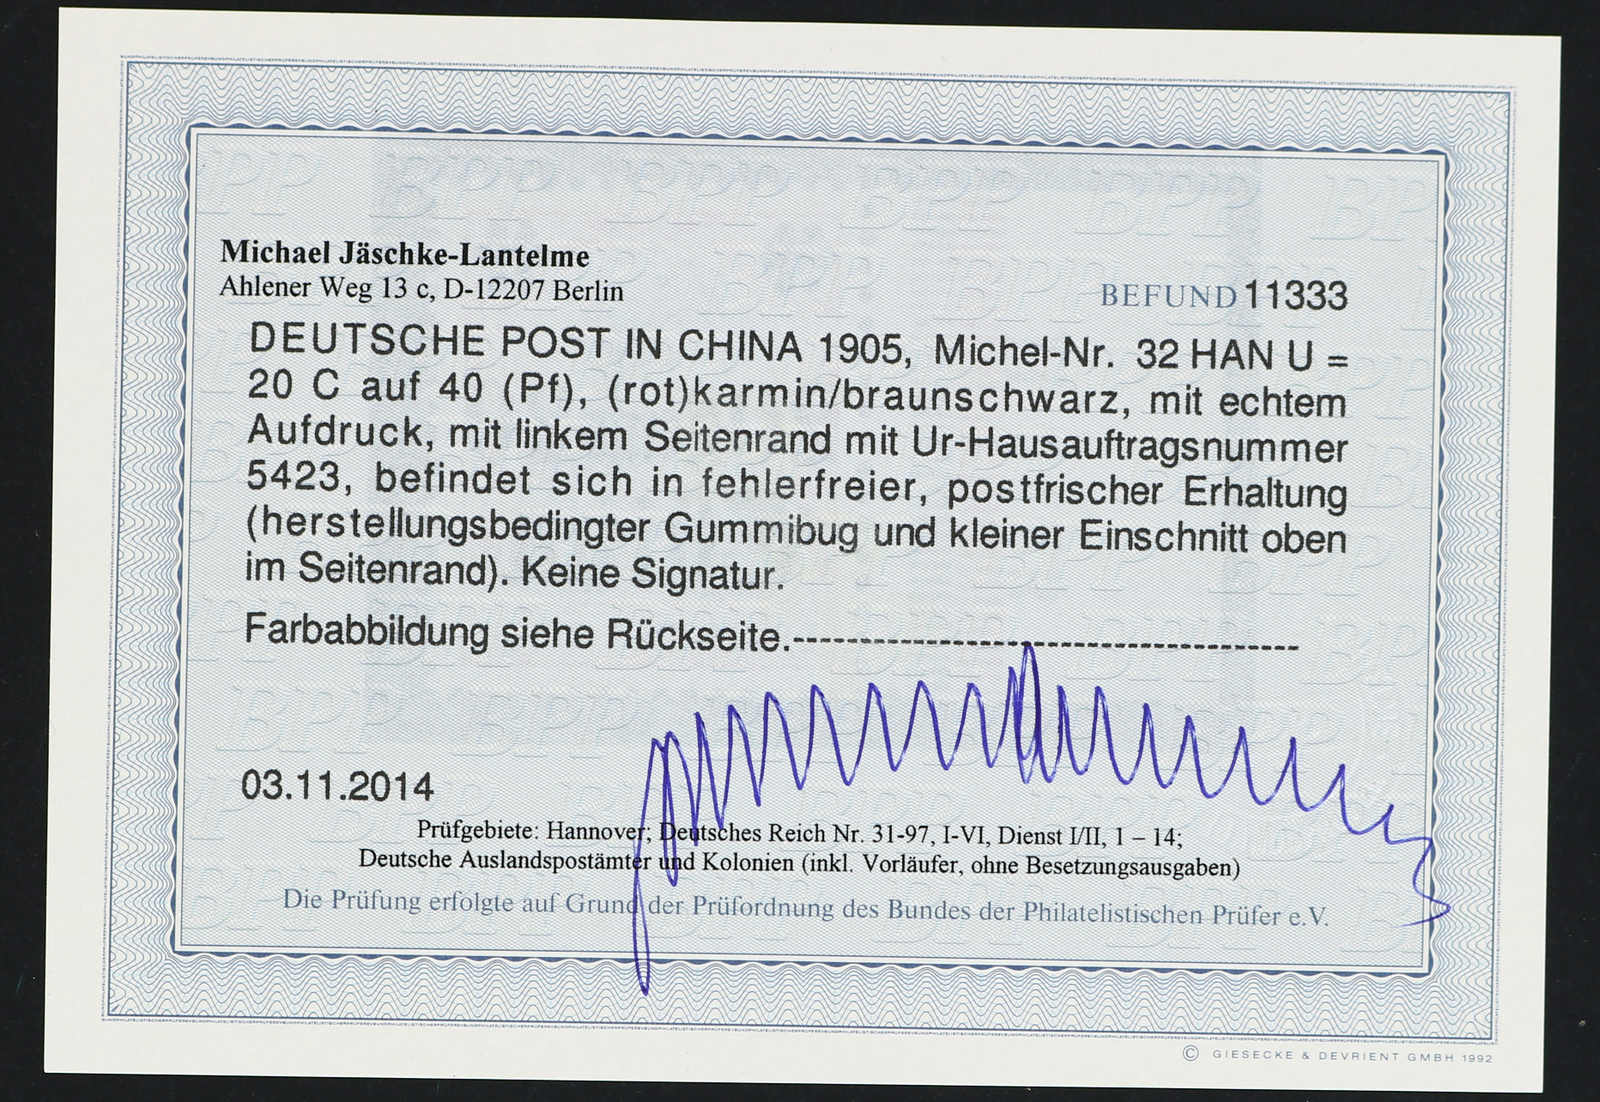 Michael Jäschke-Lantelme
Ahlener Weg 13 c, D-12207 Berlin
BEFUND 11333
DEUTSCHE POST IN CHINA 1905, Michel-Nr. 32 HAN U =
20 C auf 40 (Pf), (rot)karmin/braunschwarz, mit echtem
Aufdruck, mit linkem Seitenrand mit Ur-Hausauftragsnummer
5423, befindet sich in fehlerfreier, postfrischer Erhaltung
(herstellungsbedingter Gummibug und kleiner Einschnitt oben
im Seitenrand). Keine Signatur.
Farbabbildung siehe Rückseite.--------------------------------------
03.11.2014
Prüfgebiete: Hannover; Deutsches Reich Nr. 31-97, I-VI, Dienst I/II, 1 – 14;
Deutsche Auslandspostämter und Kolonien (inkl. Vorläufer, ohne Besetzungsausgaben)
Die Prüfung erfolgte auf Grund der Prüfordnung des Bundes der Philatelistischen Prüfer e.V.
© GIESECKE & DEVRIENT GMBH 1992